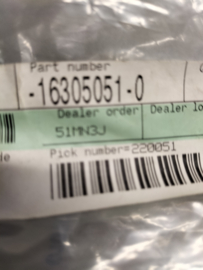 Part number
-16305051-0
Dealer order
Dealer lo
51MN3J
Pick number=220051